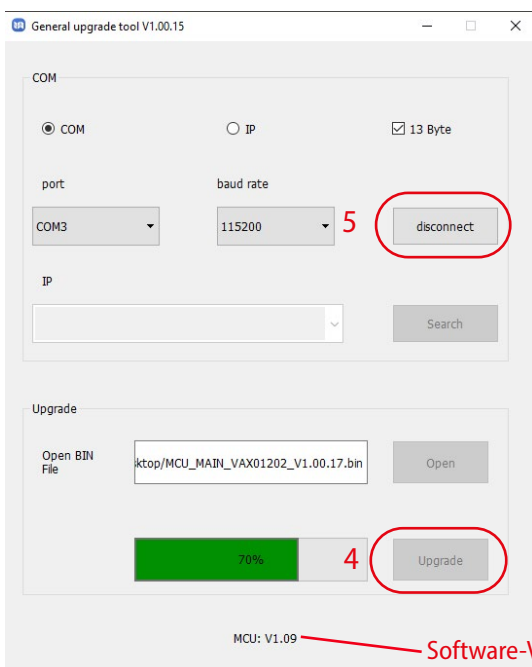 General upgrade tool V1.00.15
COM
COM
IP
13 Byte
port
baud rate
COM3
115200
5
disconnect
IP
Search
Upgrade
Open BIN
File
ktop/MCU_MAIN_VAX01202_V1.00.17.bin
Open
70%
4
Upgrade
MCU: V1.09
Software-V